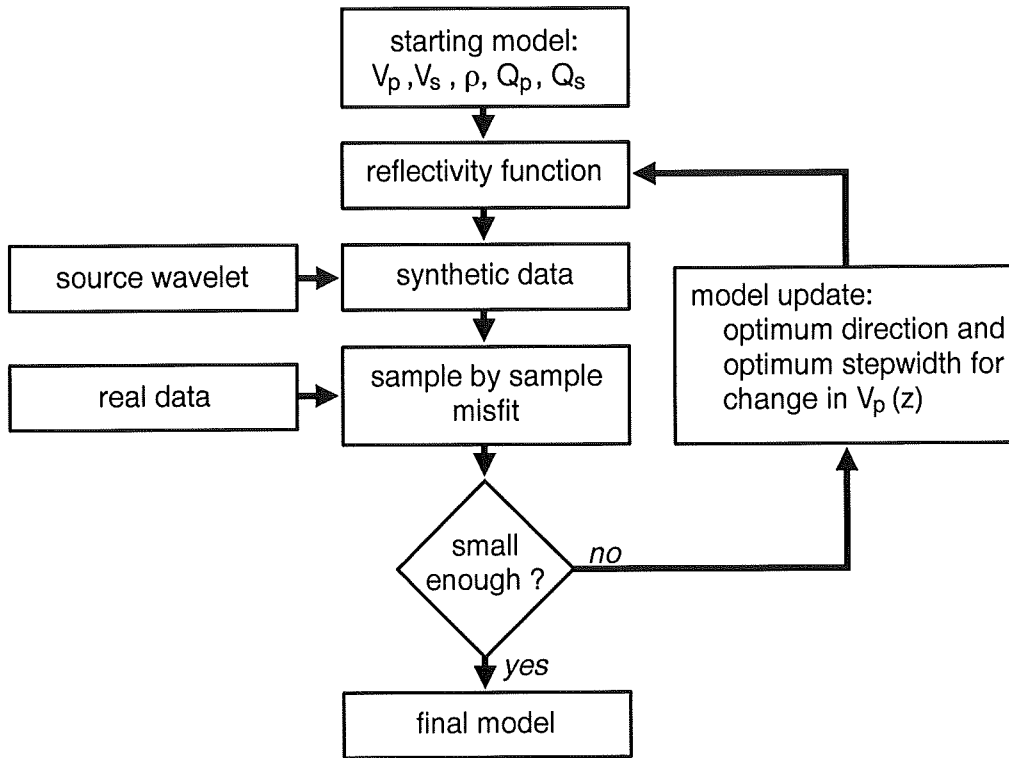 starting model:
Vp ,Vs , ρ, Qp, Qs
reflectivity function
source wavelet
synthetic data
real data
sample by sample
misfit
model update:
optimum direction and
optimum stepwidth for
change in Vp (z)
small
enough ?
no
yes
final model